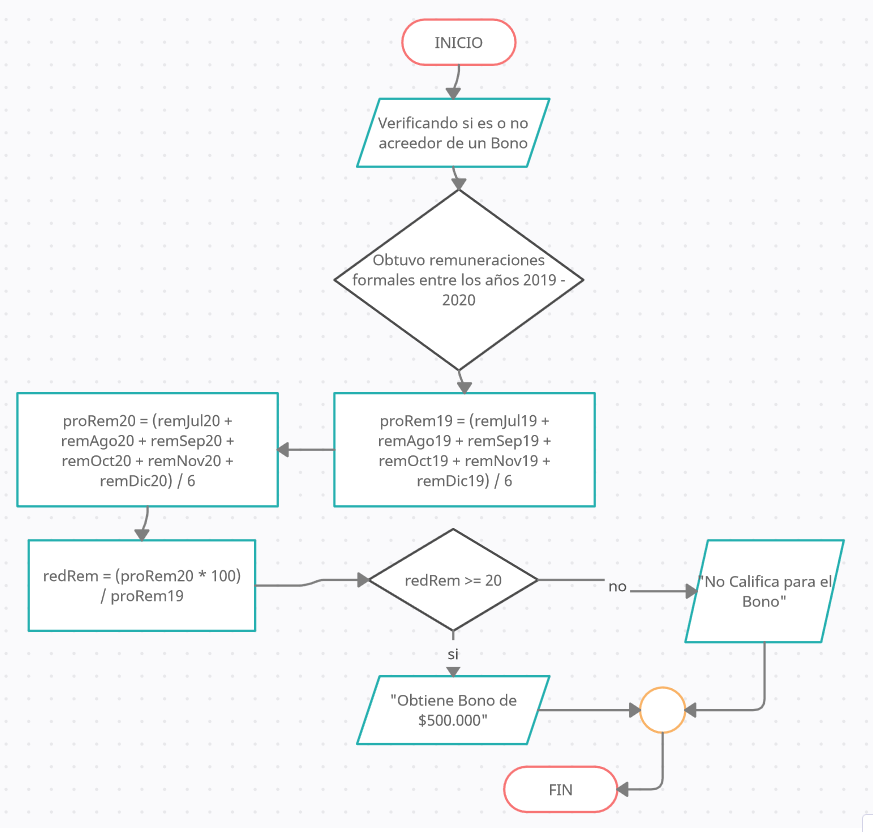 INICIO
Verificando si es o no
acreedor de un Bono
Obtuvo remuneraciones
formales entre los años 2019 -
2020
proRem20 = (remJul20 +
remAgo20 + remSep20 +
remOct20 + remNov20 +
remDic20) / 6
proRem19 = (remJul19 +
remAgo19 + remSep19 +
remOct19 + remNov19 +
remDic19) / 6
redRem = (proRem20 * 100)
/ proRem19
redRem >= 20
no
"No Califica para el
Bono"
si
"Obtiene Bono de
$500.000"
FIN